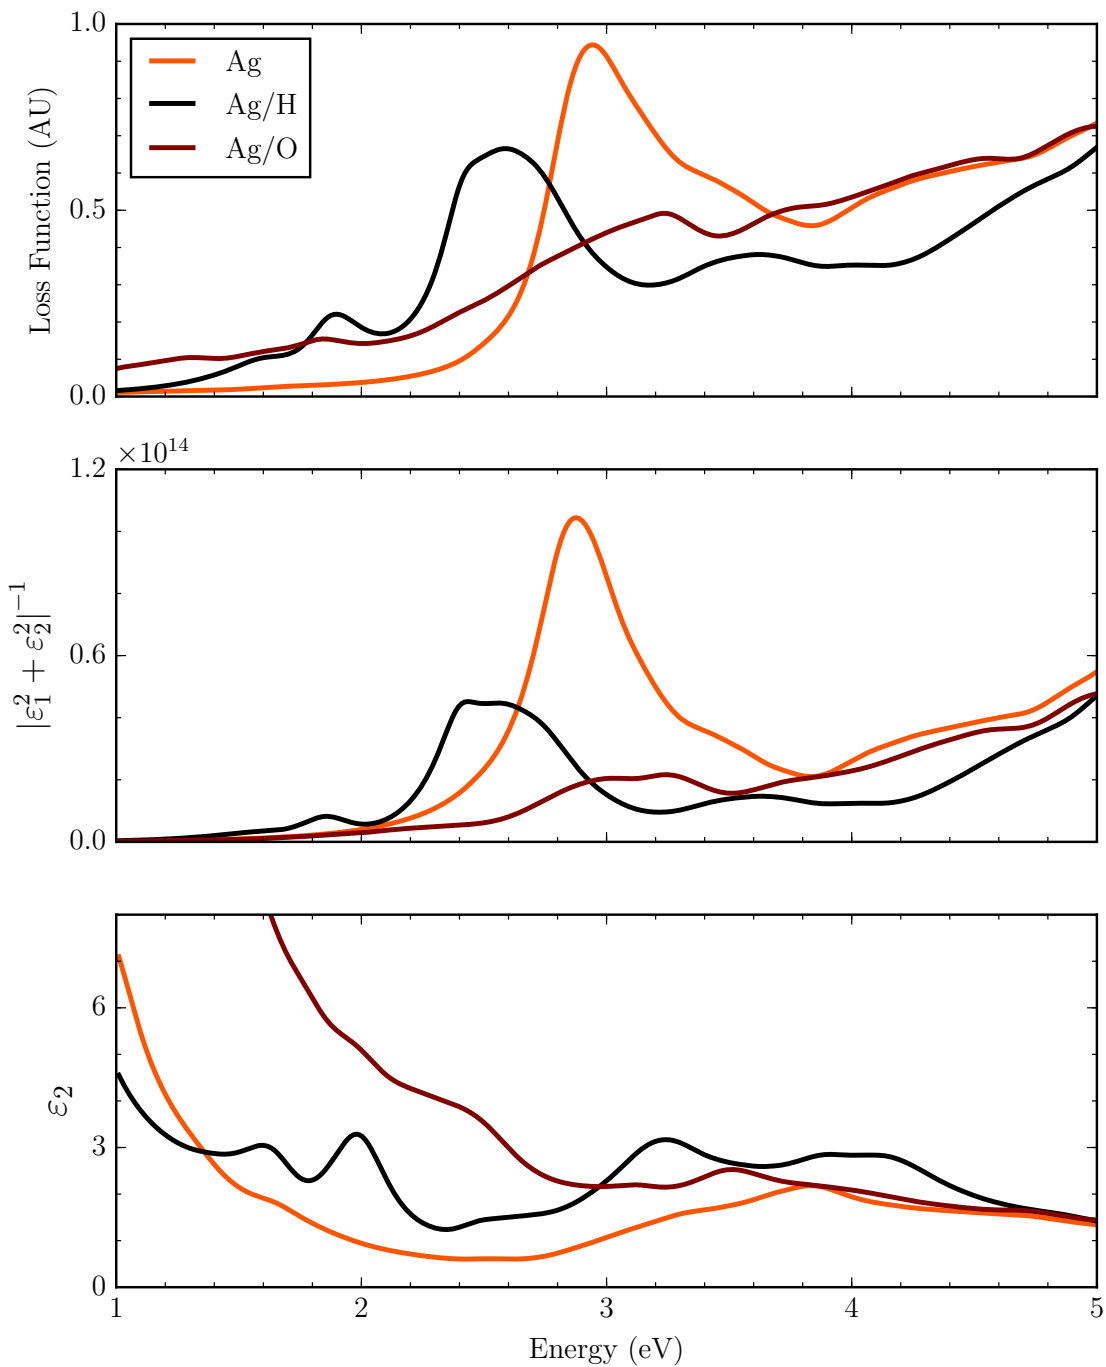 1.0
0.5
0.0
Loss Function (AU)
Ag
Ag/H
Ag/O
×10¹⁴
1.2
0.6
0.0
|ε₁² + ε₂²|⁻¹
6
3
0
ε₂
1 2 3 4 5
Energy (eV)